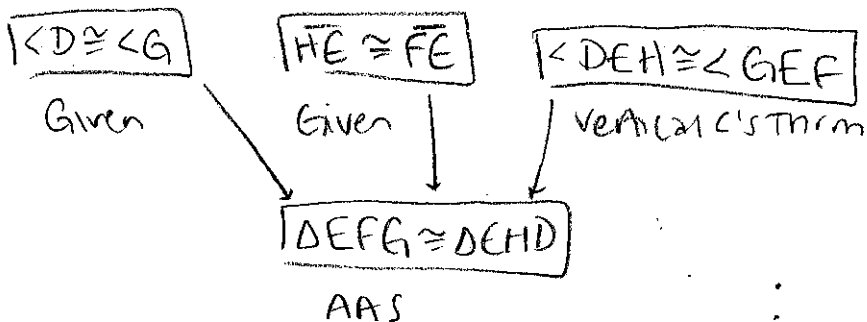 <D≅<G
HE ≅ FE
<DEH≅<GEF
Given
Given
Vertical <'s Thrm
ΔEFG≅ΔEHD
AAS